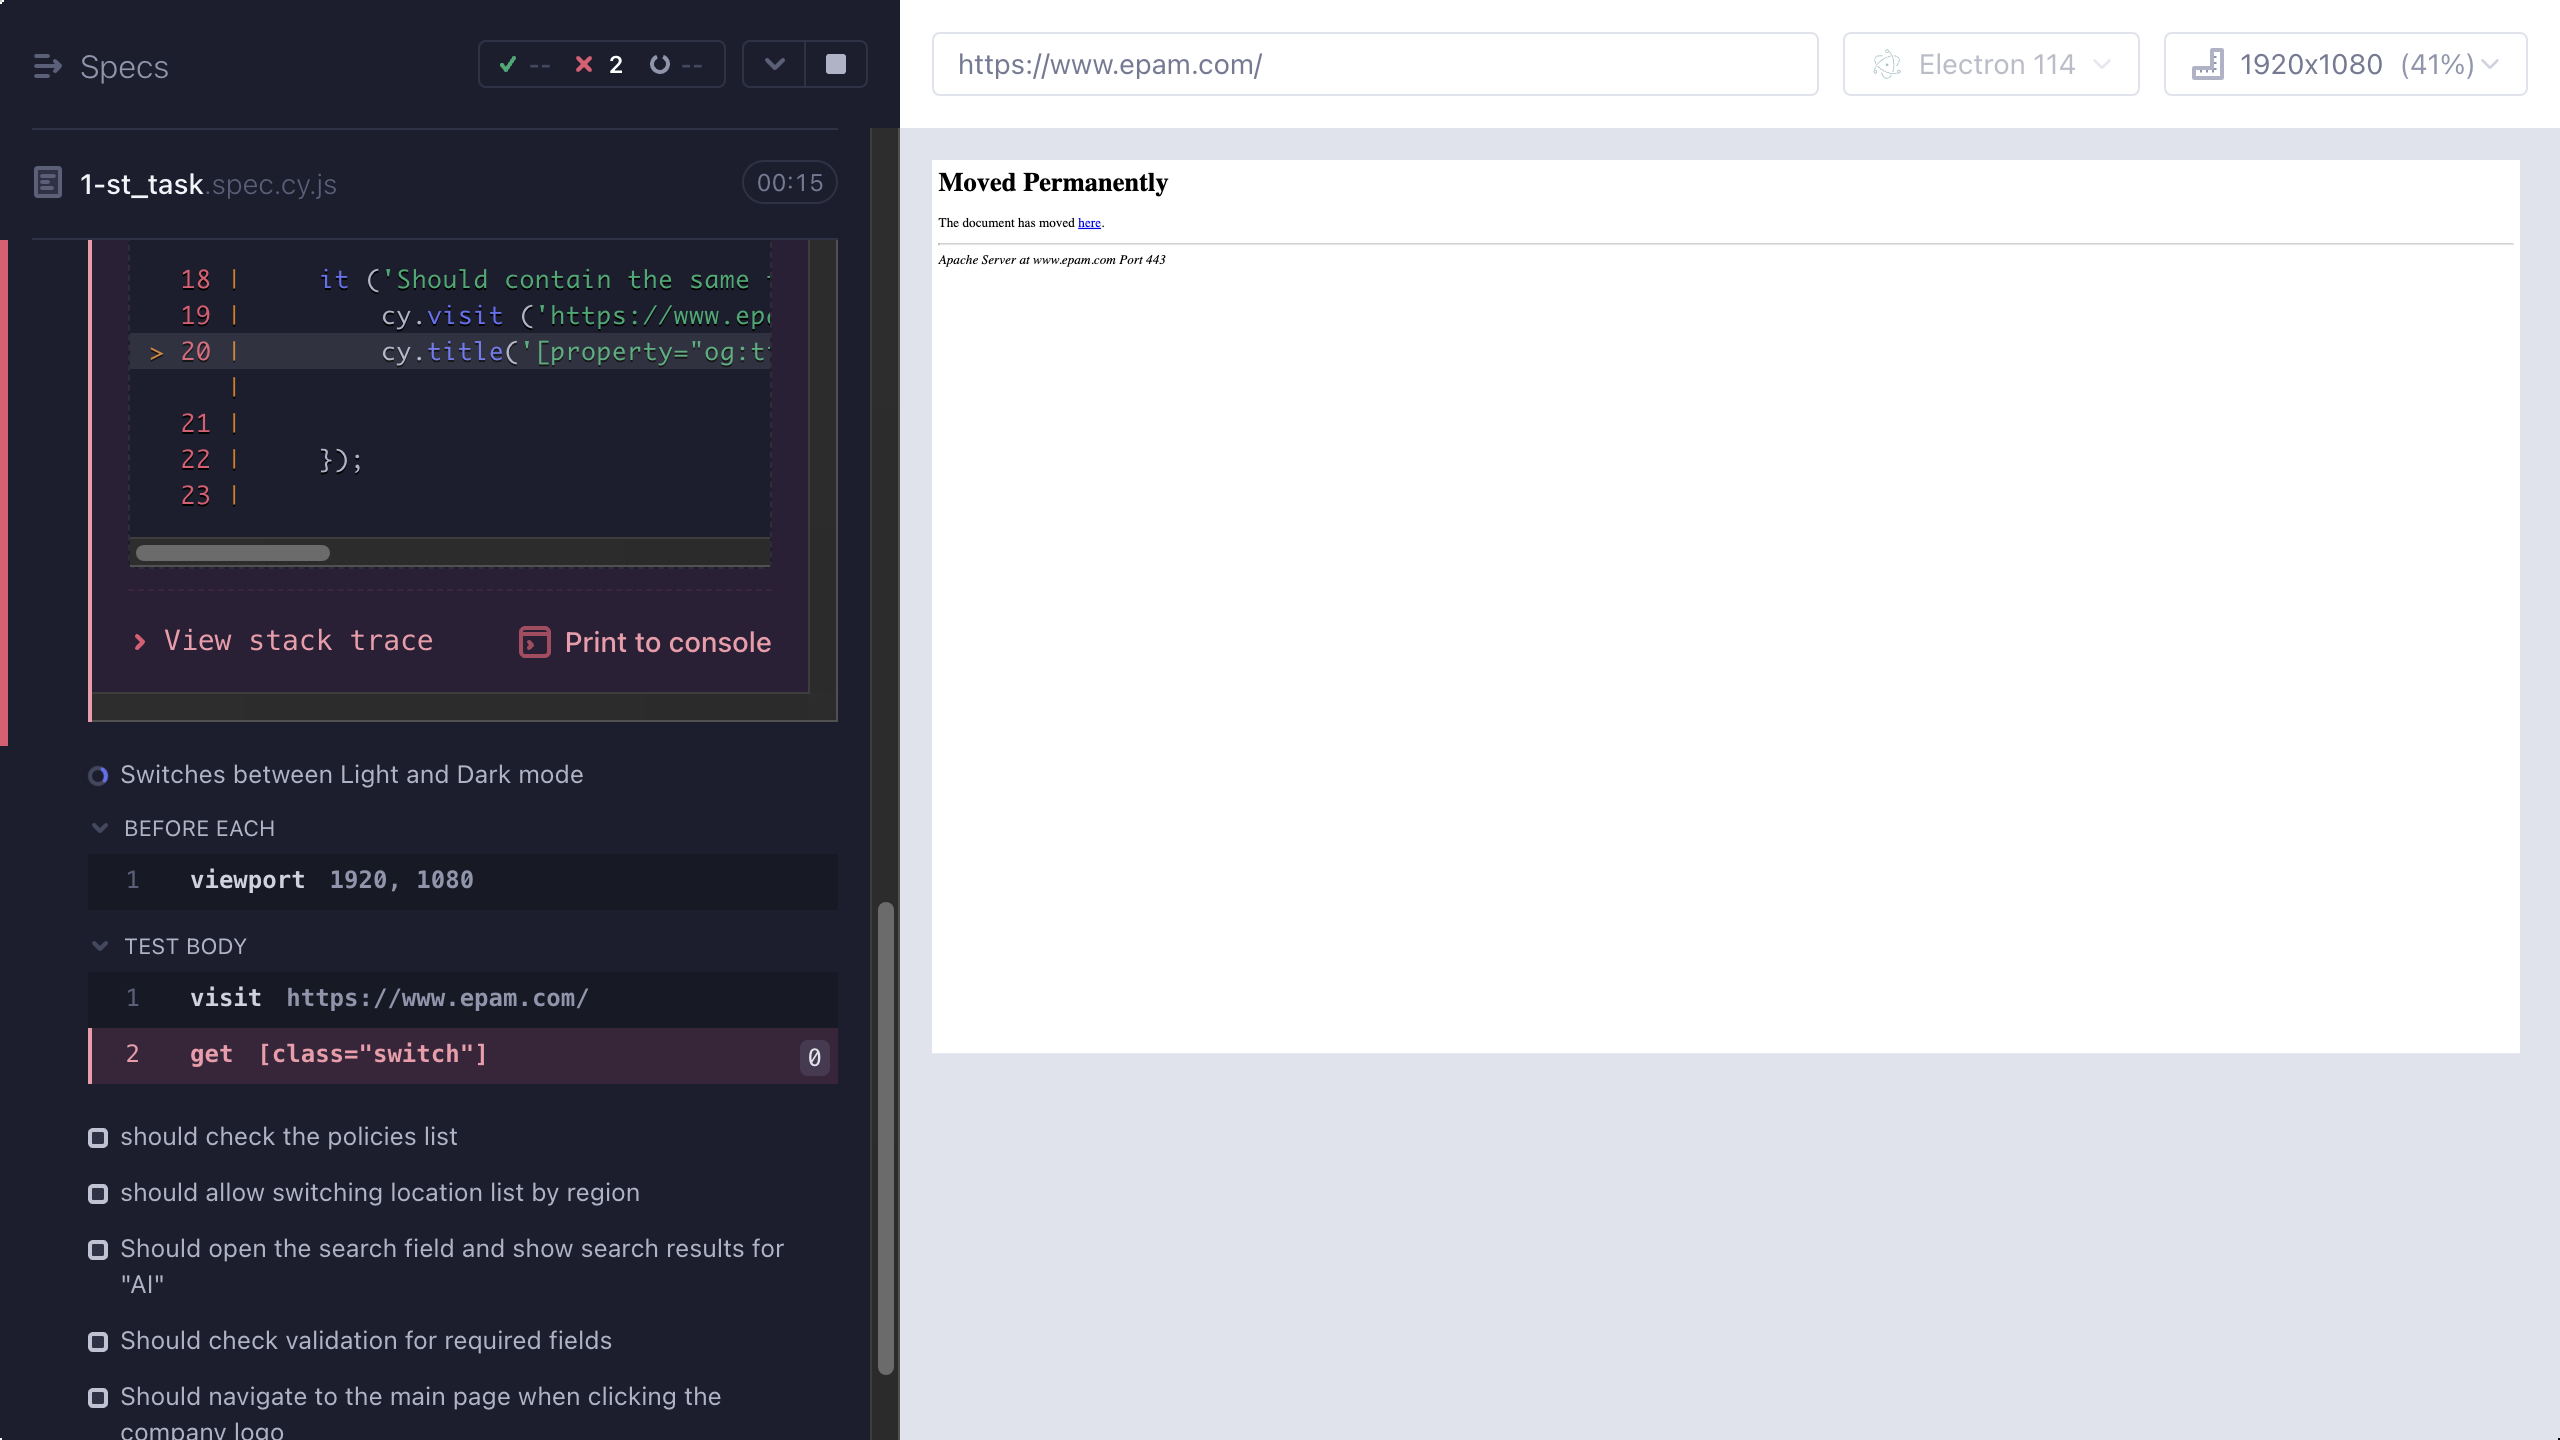 Specs
-- 2 --
1-st_task.spec.cy.js
00:15
18 | it ('Should contain the same
19 | cy.visit ('https://www.ep
> 20 | cy.title('[property="og:t
|
21 |
22 | });
23 |
View stack trace
Print to console
Switches between Light and Dark mode
BEFORE EACH
1 viewport 1920, 1080
TEST BODY
1 visit https://www.epam.com/
2 get [class="switch"] 0
should check the policies list
should allow switching location list by region
Should open the search field and show search results for
"AI"
Should check validation for required fields
Should navigate to the main page when clicking the
company logo
https://www.epam.com/
Electron 114
1920x1080 (41%)
Moved Permanently
The document has moved here.
Apache Server at www.epam.com Port 443